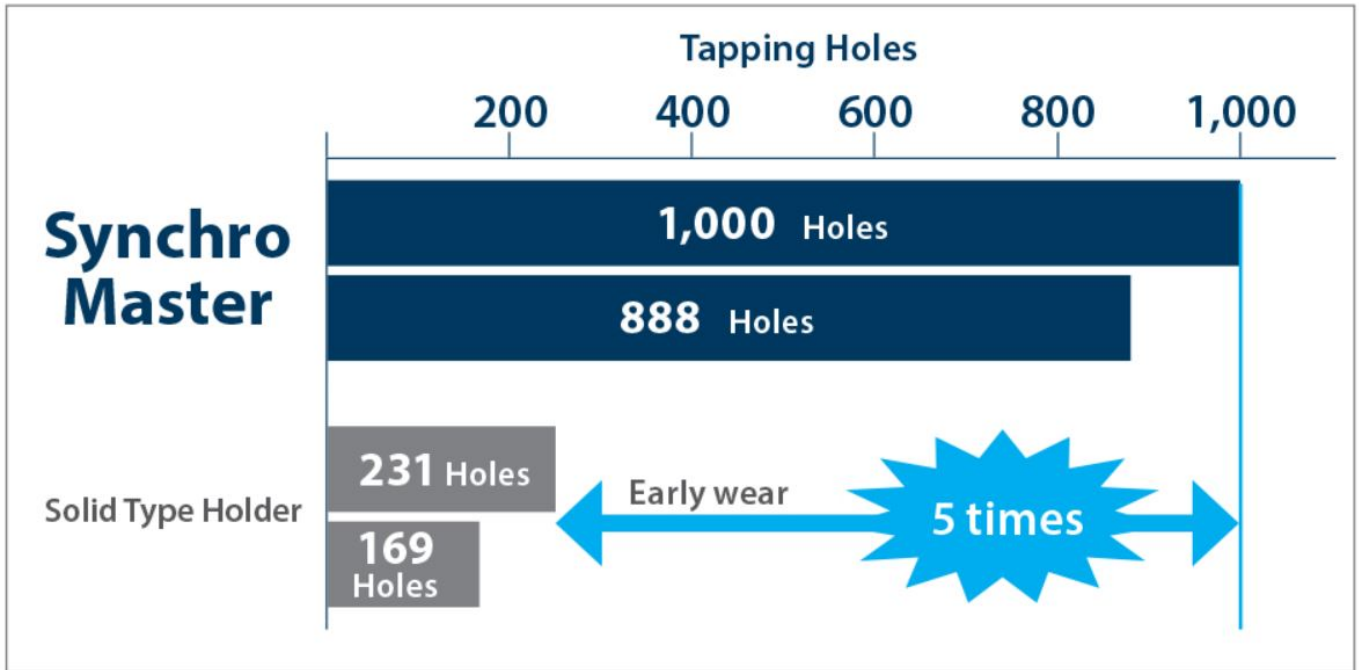 Tapping Holes
200 400 600 800 1,000
Synchro
Master
1,000 Holes
888 Holes
Solid Type Holder
231 Holes
169
Holes
Early wear
5 times